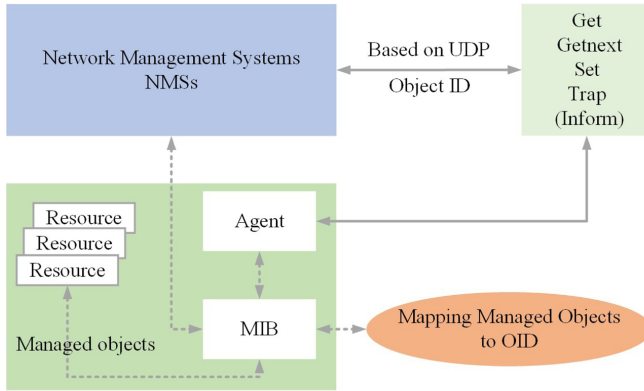 Network Management Systems
NMSs
Based on UDP
Object ID
Get
Getnext
Set
Trap
(Inform)
Resource
Resource
Resource
Agent
MIB
Managed objects
Mapping Managed Objects
to OID